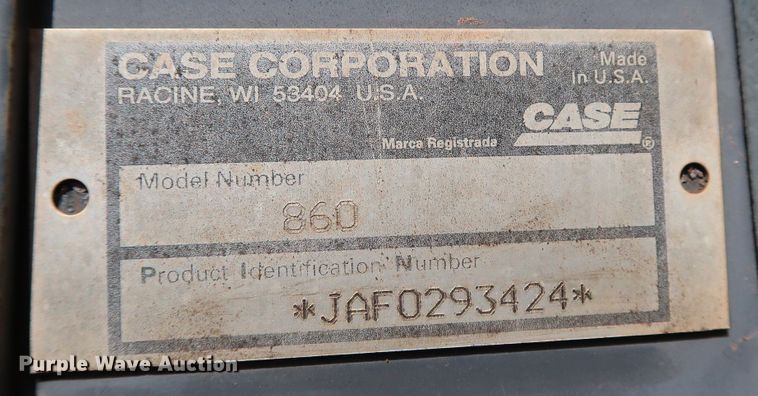 CASE CORPORATION
RACINE, WI 53404 U.S.A.
Made
in U.S.A.
Marca Registrada
CASE
®
Model Number
860
Product Identification Number
*JAF0293424*
Purple Wave Auction